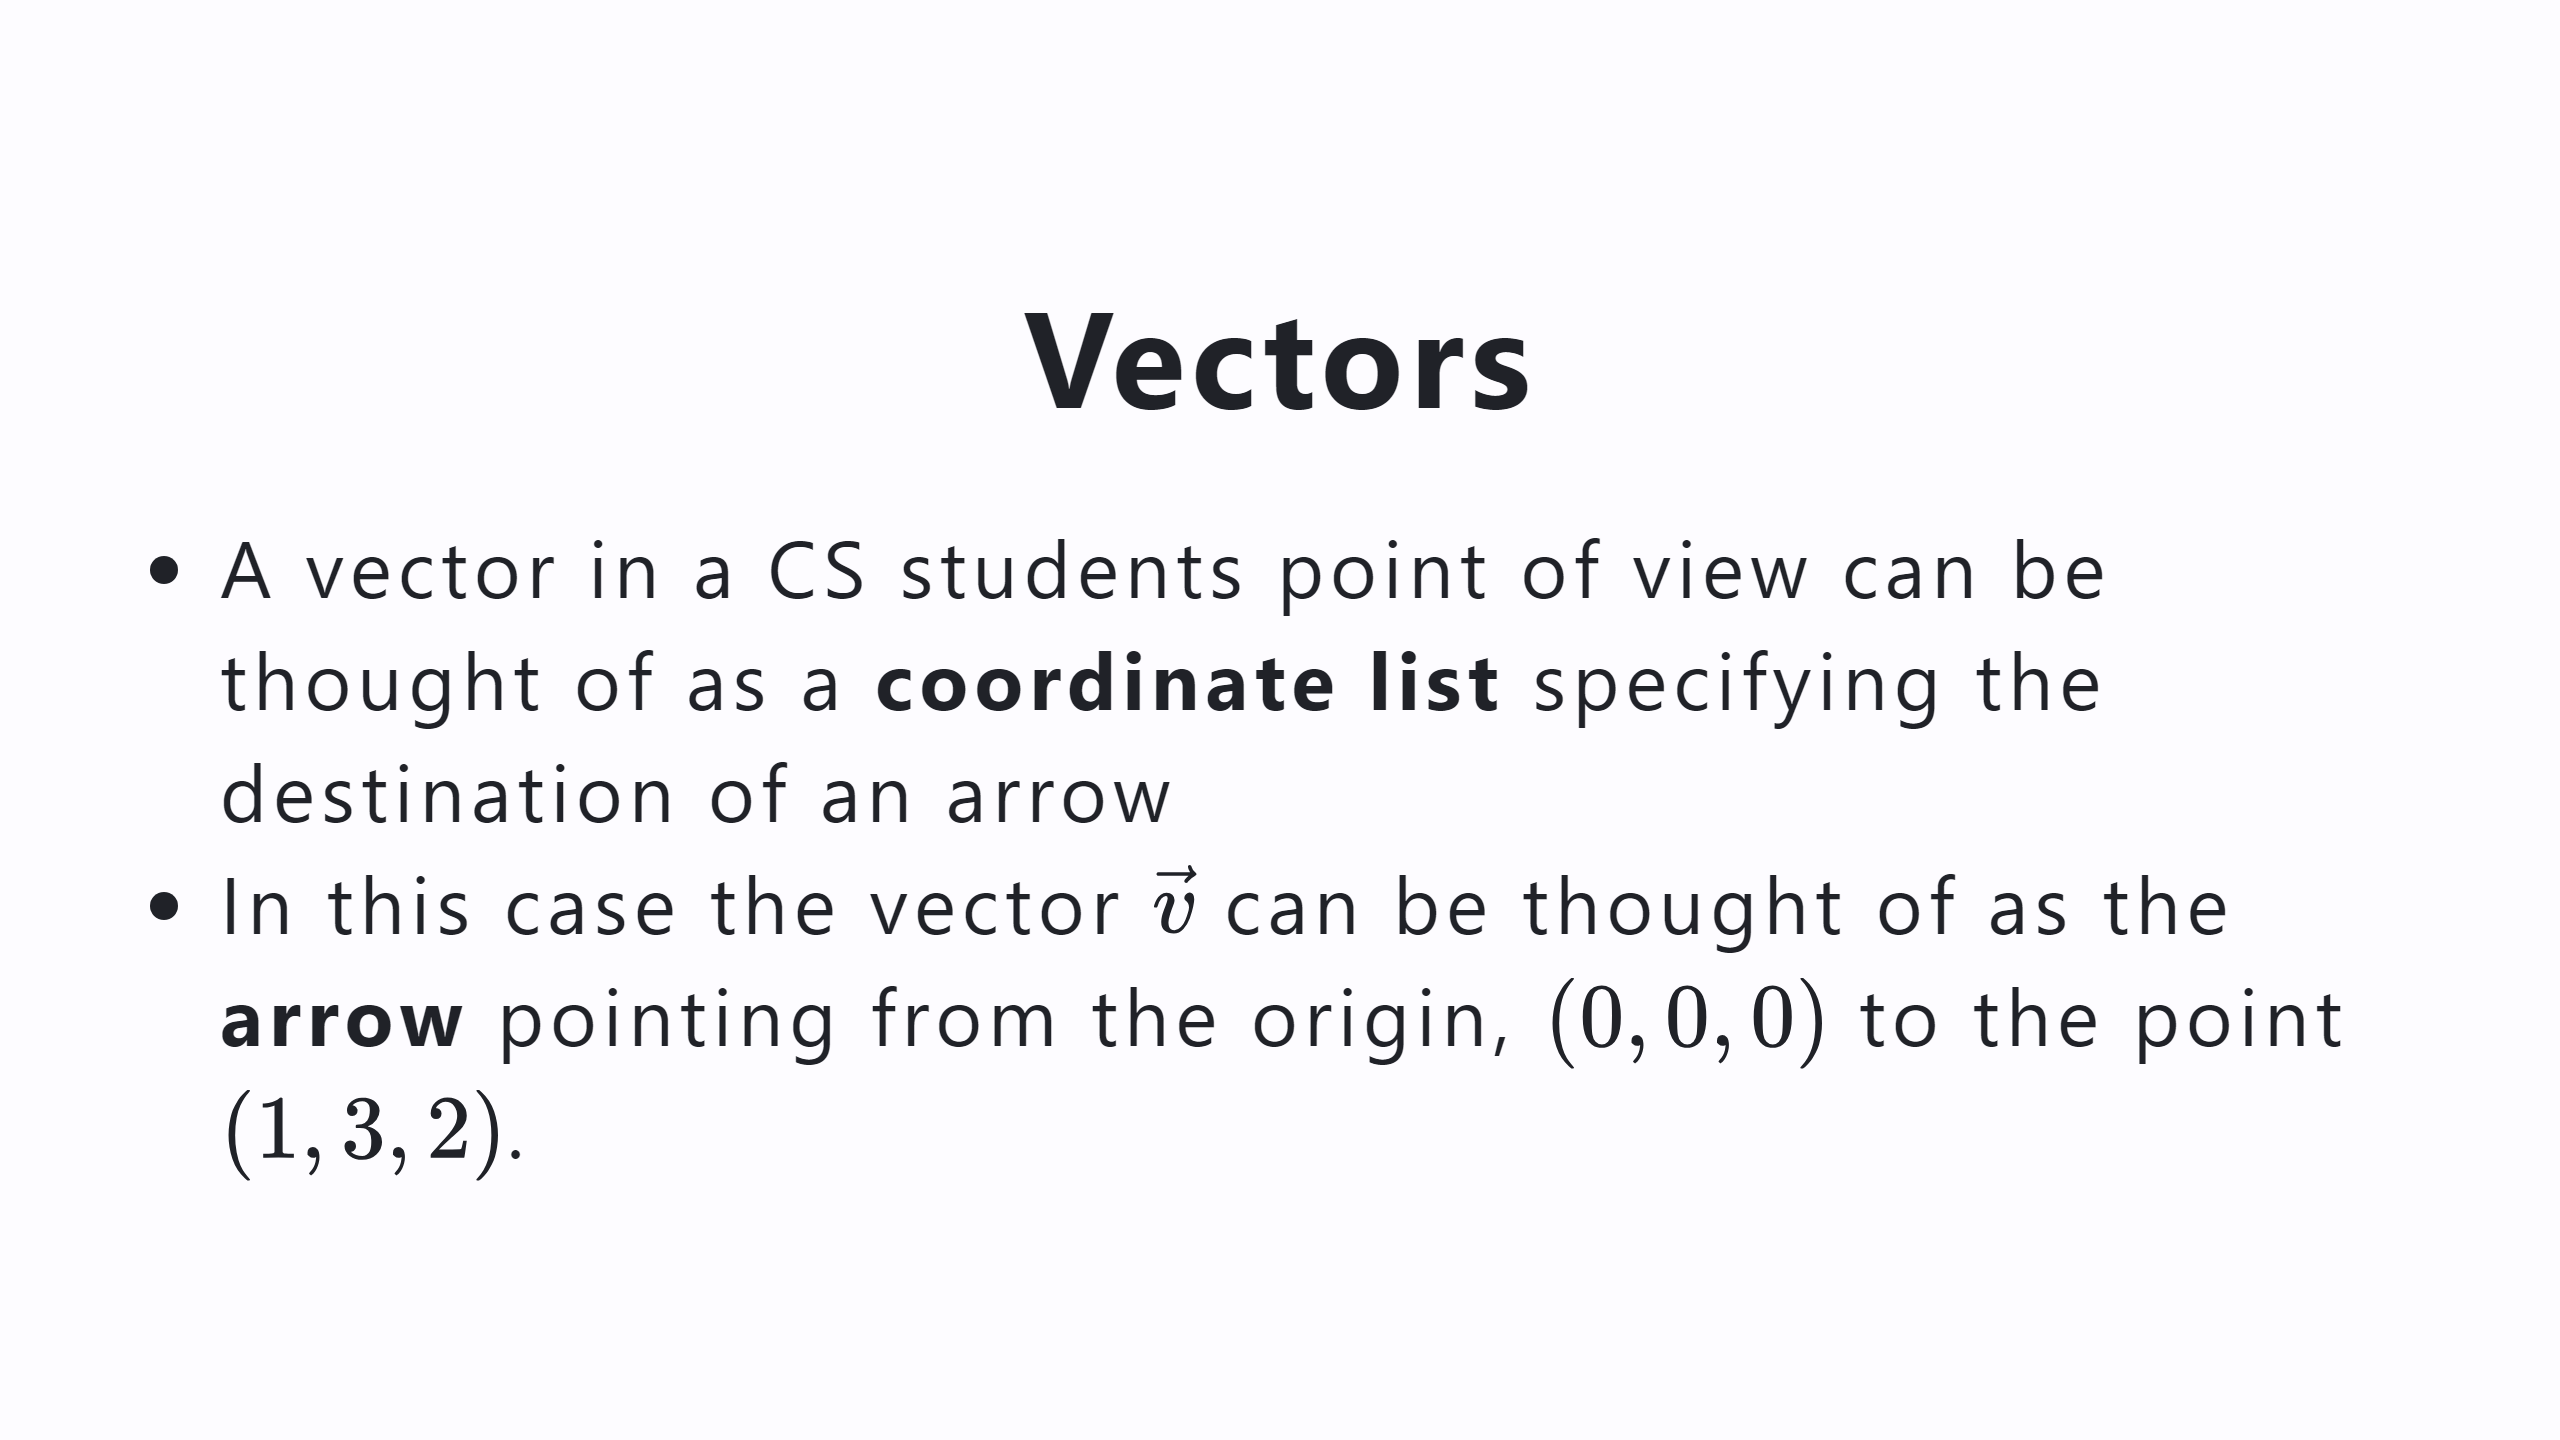 Vectors
• A vector in a CS students point of view can be
thought of as a coordinate list specifying the
destination of an arrow
• In this case the vector $\vec{v}$ can be thought of as the
arrow pointing from the origin, (0, 0, 0) to the point
(1, 3, 2).